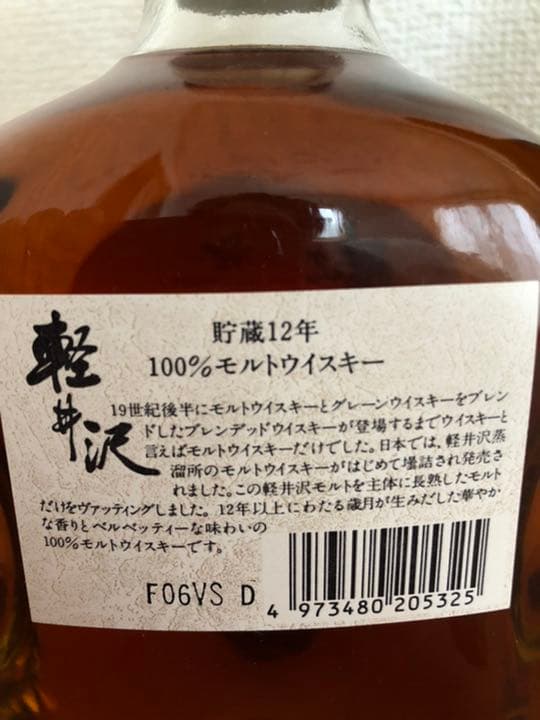 軽井沢
貯蔵12年
100%モルトウイスキー
19世紀後半にモルトウイスキーとグレーンウイスキーをブレン
ドしたブレンデッドウイスキーが登場するまでウイスキーと
言えばモルトウイスキーだけでした。日本では、軽井沢蒸
溜所のモルトウイスキーがはじめて壜詰され発売さ
れました。この軽井沢モルトを主体に長熟したモルト
だけをヴァッティングしました。12年以上にわたる歳月が生みだした華やか
な香りとベルベッティーな味わいの
100%モルトウイスキーです。
F06VS D
4 973480 205325